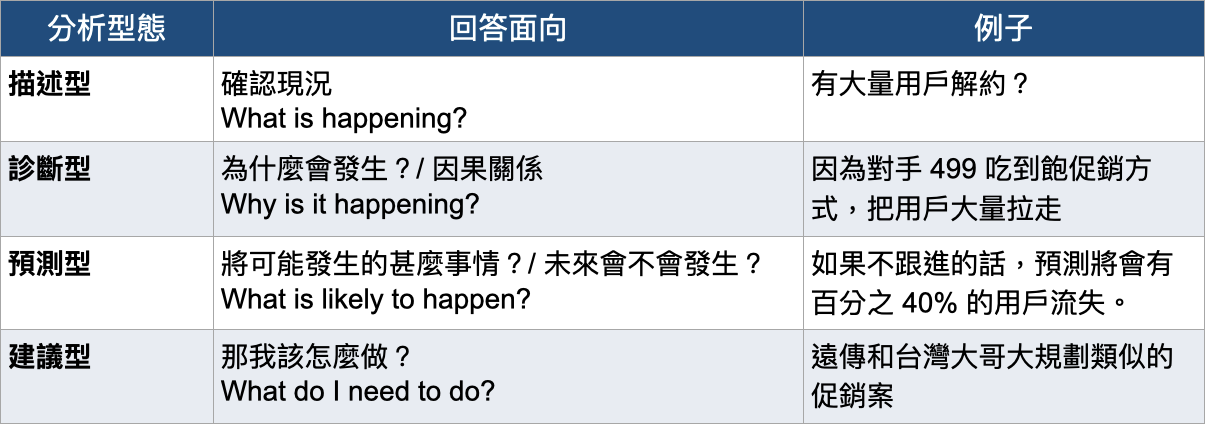 分析型態
回答面向
例子
描述型
確認現況
What is happening?
有大量用戶解約？
診斷型
為什麼會發生？/ 因果關係
Why is it happening?
因為對手 499 吃到飽促銷方
式，把用戶大量拉走
預測型
將可能發生的甚麼事情？/ 未來會不會發生？
What is likely to happen?
如果不跟進的話，預測將會有
百分之 40% 的用戶流失。
建議型
那我該怎麼做？
What do I need to do?
遠傳和台灣大哥大規劃類似的
促銷案